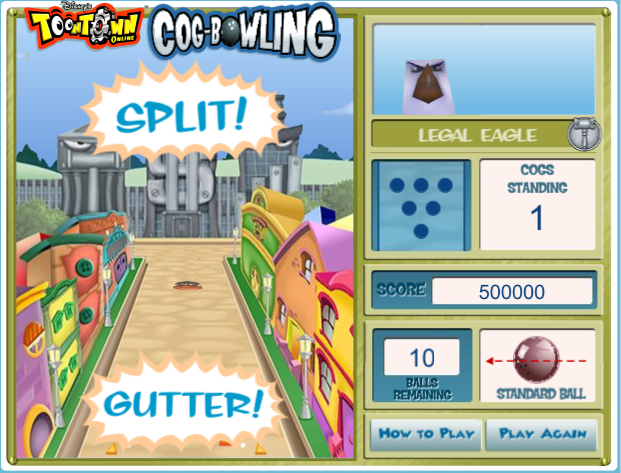 Disney's
TOONTOWN
ONLINE
COG-BOWLING
SPLIT!
GUTTER!
LEGAL EAGLE
COGS
STANDING
1
SCORE 500000
10
BALLS
REMAINING
STANDARD BALL
HOW TO PLAY PLAY AGAIN